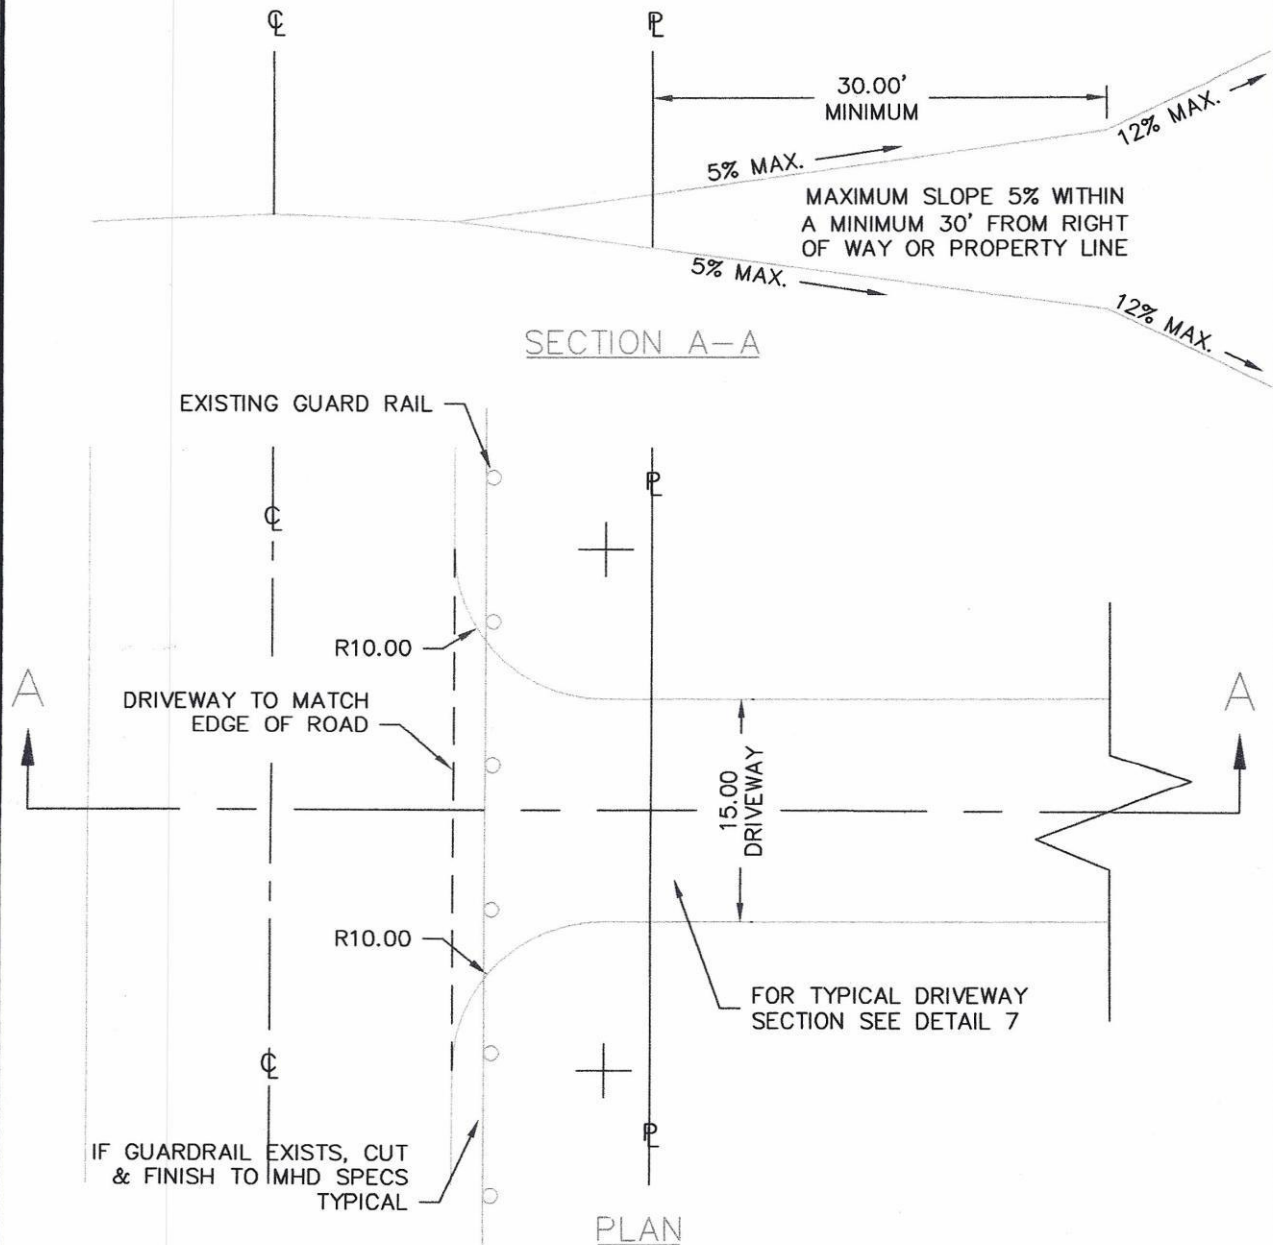 ℄
⅊
30.00'
MINIMUM
12% MAX.
5% MAX.
MAXIMUM SLOPE 5% WITHIN
A MINIMUM 30' FROM RIGHT
OF WAY OR PROPERTY LINE
5% MAX.
12% MAX.
SECTION A-A
EXISTING GUARD RAIL
⅊
℄
R10.00
A
DRIVEWAY TO MATCH
EDGE OF ROAD
A
15.00
DRIVEWAY
R10.00
FOR TYPICAL DRIVEWAY
SECTION SEE DETAIL 7
℄
⅊
IF GUARDRAIL EXISTS, CUT
& FINISH TO MHD SPECS
TYPICAL
PLAN